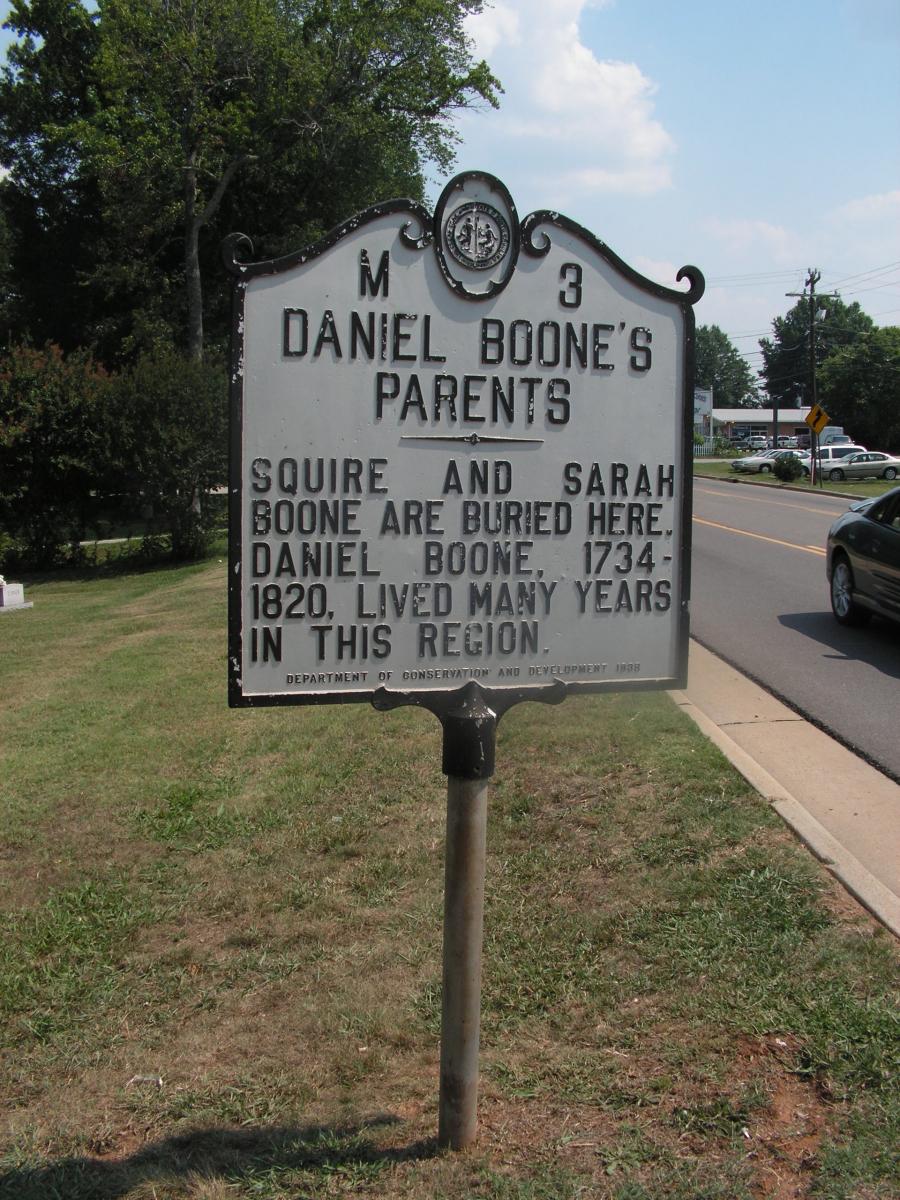 M 3
DANIEL BOONE'S
PARENTS
SQUIRE AND SARAH
BOONE ARE BURIED HERE.
DANIEL BOONE, 1734-
1820, LIVED MANY YEARS
IN THIS REGION.
DEPARTMENT OF CONSERVATION AND DEVELOPMENT 1938